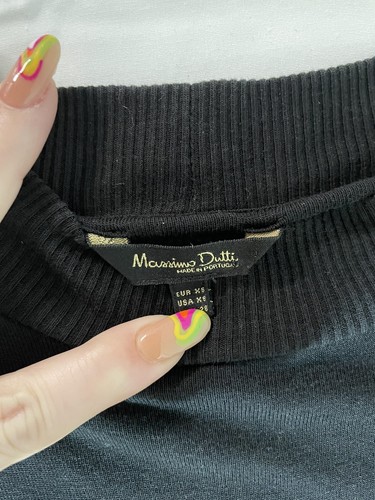 Massimo Dutti
MADE IN PORTUGAL
EUR XS
USA XS